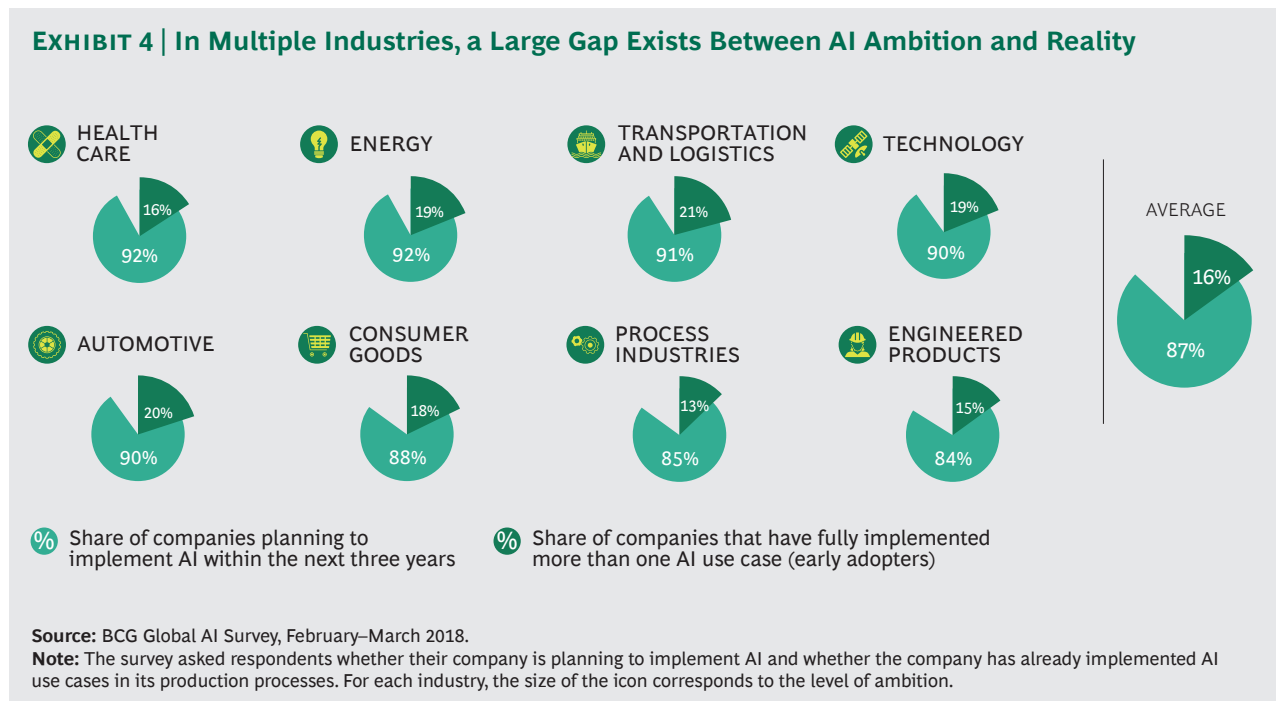 EXHIBIT 4 | In Multiple Industries, a Large Gap Exists Between AI Ambition and Reality
HEALTH
CARE
16%
92%
ENERGY
19%
92%
TRANSPORTATION
AND LOGISTICS
21%
91%
TECHNOLOGY
19%
90%
AUTOMOTIVE
20%
90%
CONSUMER
GOODS
18%
88%
PROCESS
INDUSTRIES
13%
85%
ENGINEERED
PRODUCTS
15%
84%
AVERAGE
16%
87%
% Share of companies planning to
implement AI within the next three years
% Share of companies that have fully implemented
more than one AI use case (early adopters)
Source: BCG Global AI Survey, February–March 2018.
Note: The survey asked respondents whether their company is planning to implement AI and whether the company has already implemented AI
use cases in its production processes. For each industry, the size of the icon corresponds to the level of ambition.